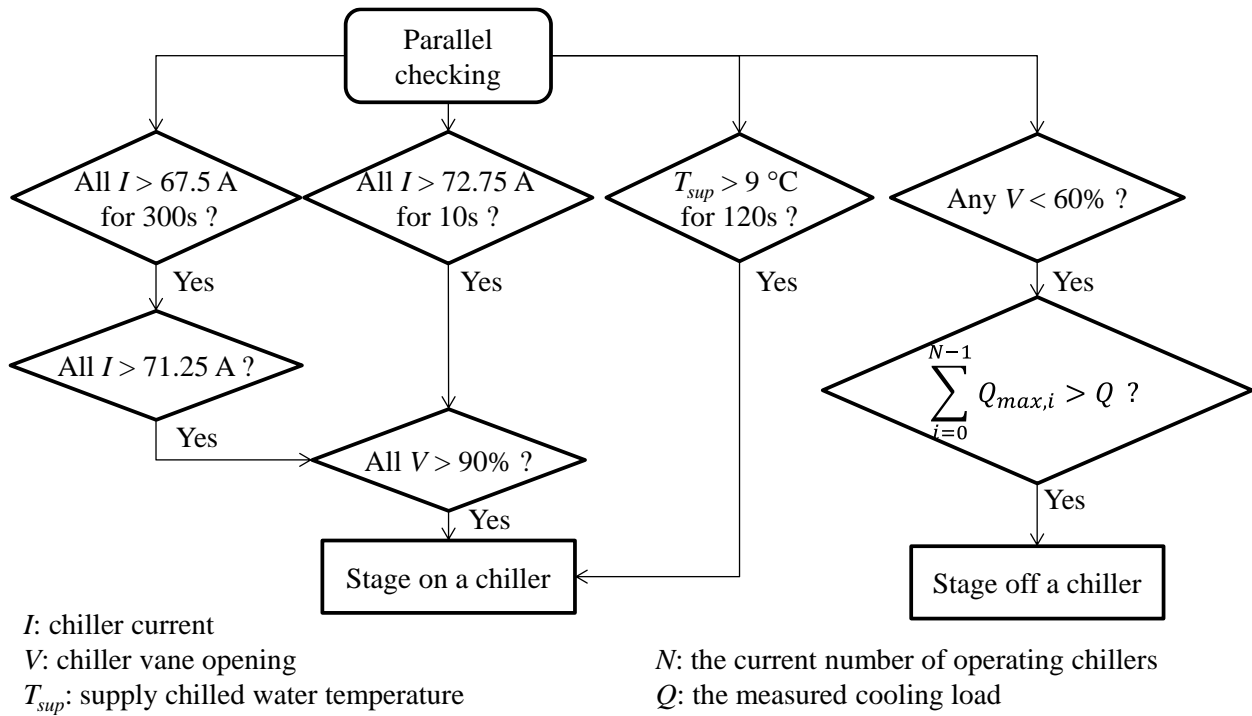 Parallel
checking
All I > 67.5 A
for 300s ?
All I > 72.75 A
for 10s ?
T_sup > 9 °C
for 120s ?
Any V < 60% ?
Yes
Yes
Yes
Yes
All I > 71.25 A ?
\sum_{i=0}^{N-1} Q_{max,i} > Q ?
Yes
All V > 90% ?
Yes
Yes
Stage on a chiller
Stage off a chiller
I: chiller current
V: chiller vane opening
T_sup: supply chilled water temperature
N: the current number of operating chillers
Q: the measured cooling load